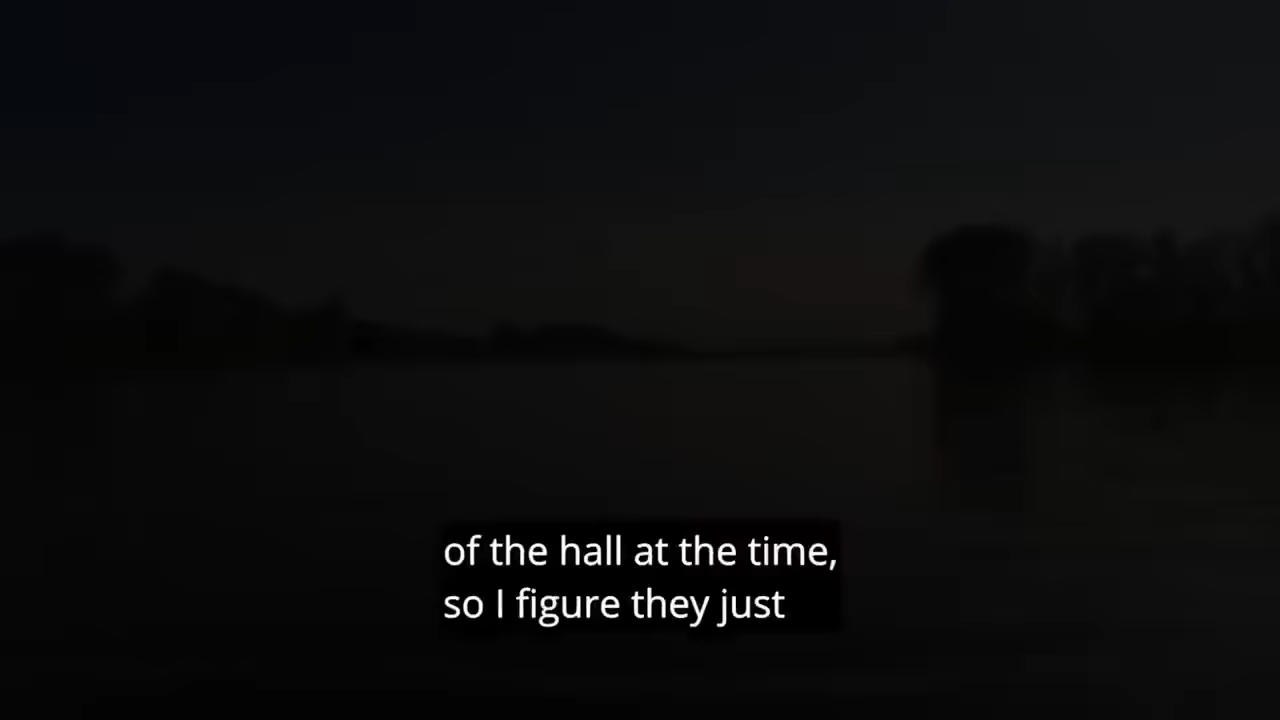 of the hall at the time,
so I figure they just